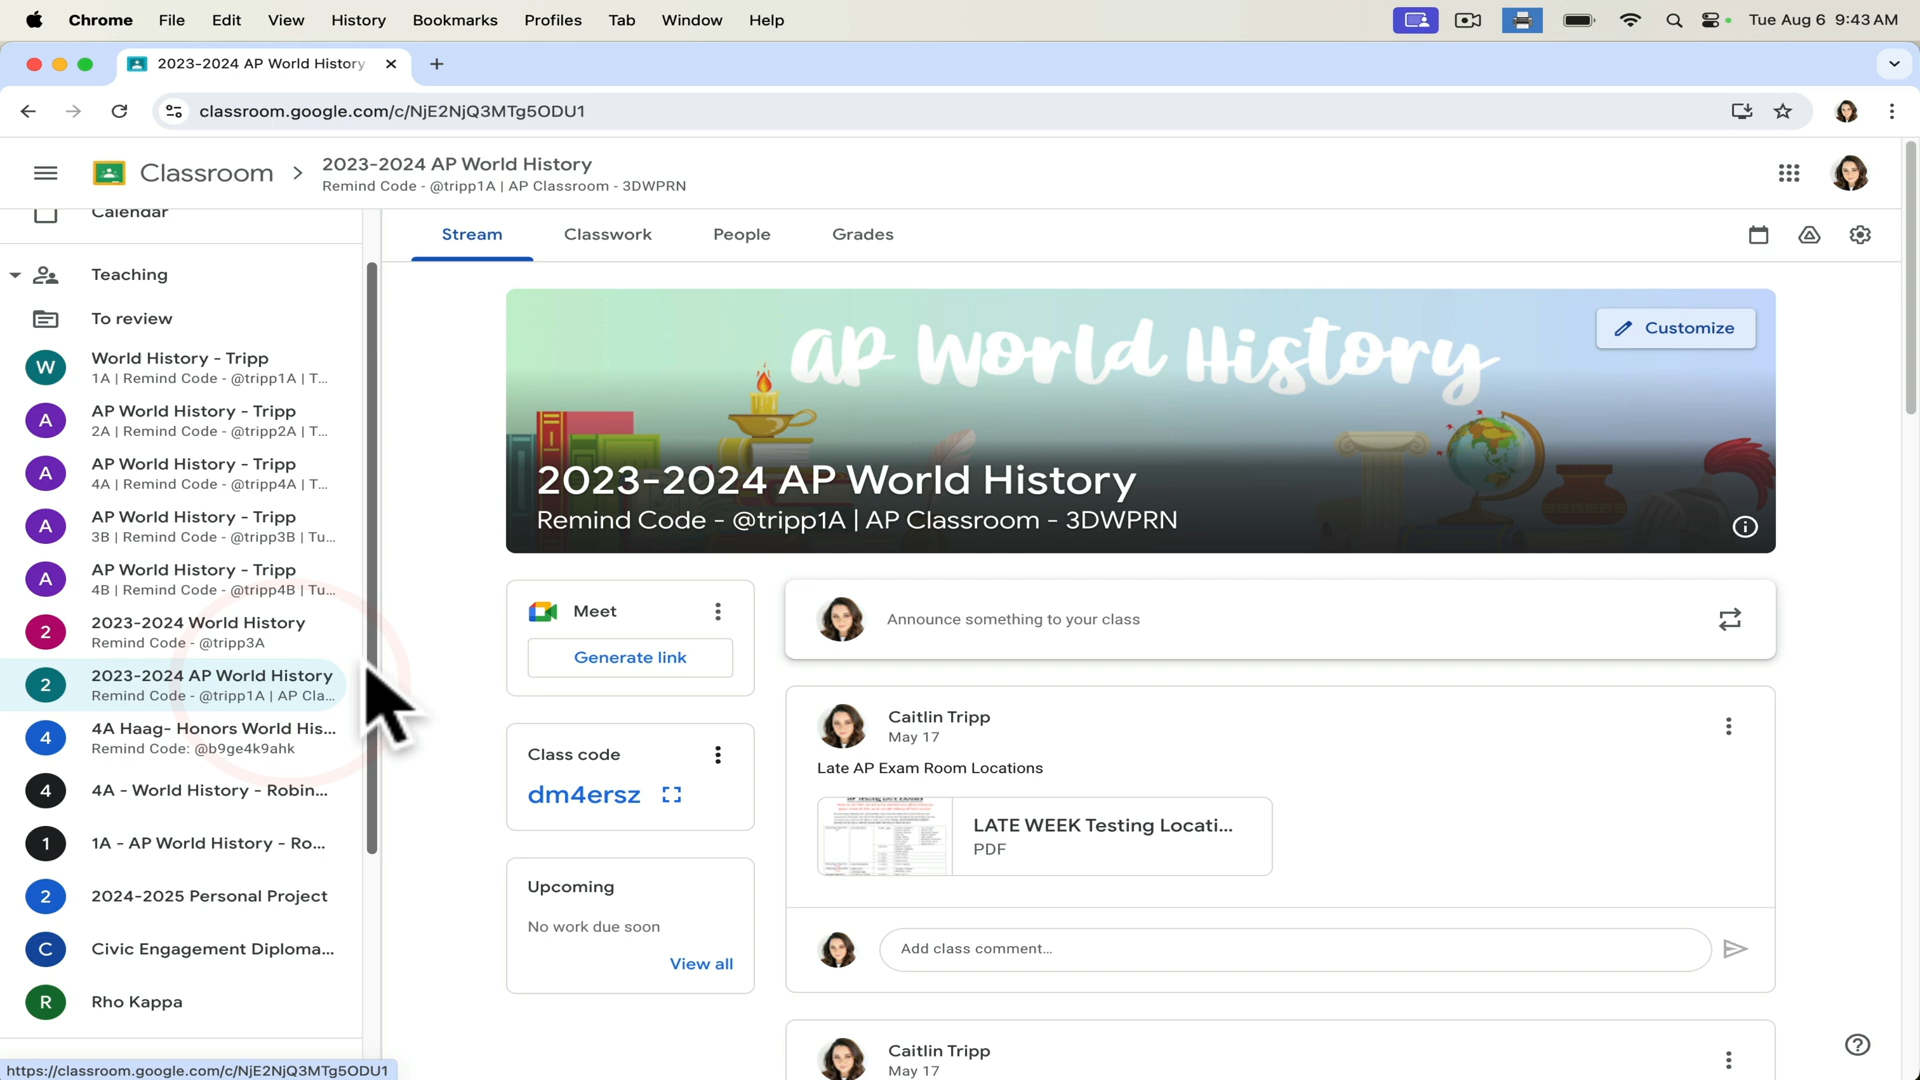 Chrome File Edit View History Bookmarks Profiles Tab Window Help Tue Aug 6 9:43 AM
2023-2024 AP World History
classroom.google.com/c/NjE2NjQ3MTg5ODU1
Classroom
2023-2024 AP World History
Remind Code - @tripp1A | AP Classroom - 3DWPRN
Calendar
Teaching
To review
W
World History - Tripp
1A | Remind Code - @tripp1A | T...
A
AP World History - Tripp
2A | Remind Code - @tripp2A | T...
A
AP World History - Tripp
4A | Remind Code - @tripp4A | T...
A
AP World History - Tripp
3B | Remind Code - @tripp3B | Tu...
A
AP World History - Tripp
4B | Remind Code - @tripp4B | Tu...
2
2023-2024 World History
Remind Code - @tripp3A
2
2023-2024 AP World History
Remind Code - @tripp1A | AP Cla...
4
4A Haag- Honors World His...
Remind Code: @b9ge4k9ahk
4
4A - World History - Robin...
1
1A - AP World History - Ro...
2
2024-2025 Personal Project
C
Civic Engagement Diploma...
R
Rho Kappa
https://classroom.google.com/c/NjE2NjQ3MTg5ODU1
Stream Classwork People Grades
AP World History
Customize
2023-2024 AP World History
Remind Code - @tripp1A | AP Classroom - 3DWPRN
Meet
Generate link
Class code
dm4ersz
Upcoming
No work due soon
View all
Announce something to your class
Caitlin Tripp
May 17
Late AP Exam Room Locations
LATE WEEK Testing Locati...
PDF
Add class comment...
Caitlin Tripp
May 17